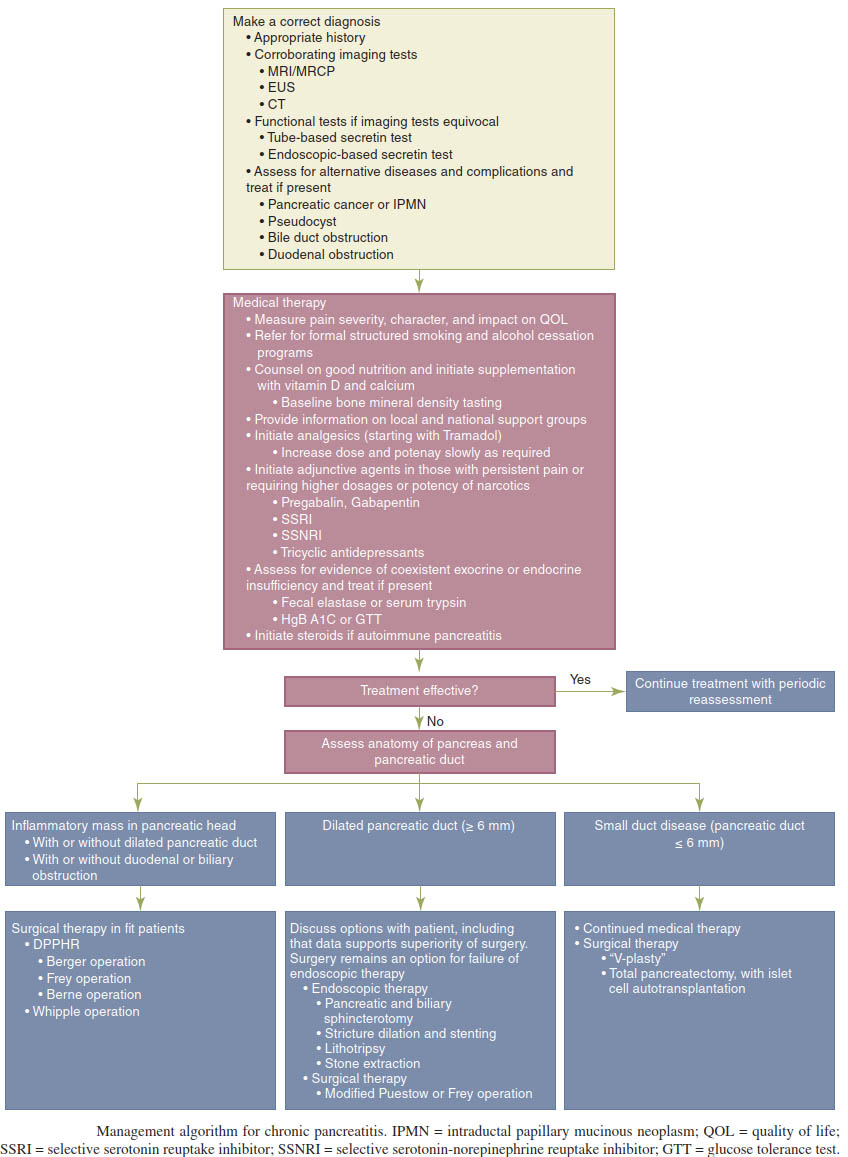 Make a correct diagnosis
• Appropriate history
• Corroborating imaging tests
• MRI/MRCP
• EUS
• CT
• Functional tests if imaging tests equivocal
• Tube-based secretin test
• Endoscopic-based secretin test
• Assess for alternative diseases and complications and
treat if present
• Pancreatic cancer or IPMN
• Pseudocyst
• Bile duct obstruction
• Duodenal obstruction
Medical therapy
• Measure pain severity, character, and impact on QOL
• Refer for formal structured smoking and alcohol cessation
programs
• Counsel on good nutrition and initiate supplementation
with vitamin D and calcium
• Baseline bone mineral density tasting
• Provide information on local and national support groups
• Initiate analgesics (starting with Tramadol)
• Increase dose and potenay slowly as required
• Initiate adjunctive agents in those with persistent pain or
requiring higher dosages or potency of narcotics
• Pregabalin, Gabapentin
• SSRI
• SSNRI
• Tricyclic antidepressants
• Assess for evidence of coexistent exocrine or endocrine
insufficiency and treat if present
• Fecal elastase or serum trypsin
• HgB A1C or GTT
• Initiate steroids if autoimmune pancreatitis
Treatment effective?
Yes
Continue treatment with periodic
reassessment
No
Assess anatomy of pancreas and
pancreatic duct
Inflammatory mass in pancreatic head
• With or without dilated pancreatic duct
• With or without duodenal or biliary
obstruction
Dilated pancreatic duct (≥ 6 mm)
Small duct disease (pancreatic duct
≤ 6 mm)
Surgical therapy in fit patients
• DPPHR
• Berger operation
• Frey operation
• Berne operation
• Whipple operation
Discuss options with patient, including
that data supports superiority of surgery.
Surgery remains an option for failure of
endoscopic therapy
• Endoscopic therapy
• Pancreatic and biliary
sphincterotomy
• Stricture dilation and stenting
• Lithotripsy
• Stone extraction
• Surgical therapy
• Modified Puestow or Frey operation
• Continued medical therapy
• Surgical therapy
• “V-plasty”
• Total pancreatectomy, with islet
cell autotransplantation
Management algorithm for chronic pancreatitis. IPMN = intraductal papillary mucinous neoplasm; QOL = quality of life;
SSRI = selective serotonin reuptake inhibitor; SSNRI = selective serotonin-norepinephrine reuptake inhibitor; GTT = glucose tolerance test.